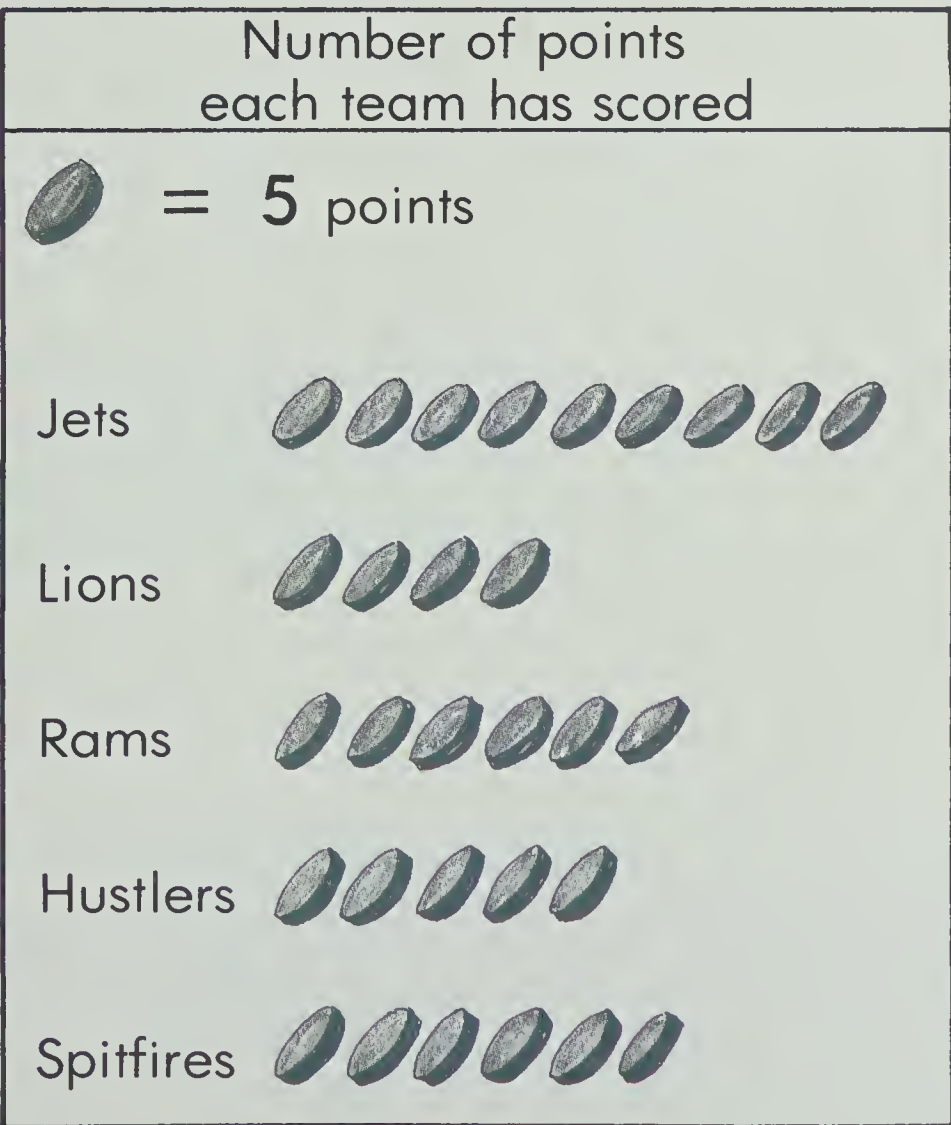 Number of points
each team has scored
= 5 points
Jets
Lions
Rams
Hustlers
Spitfires